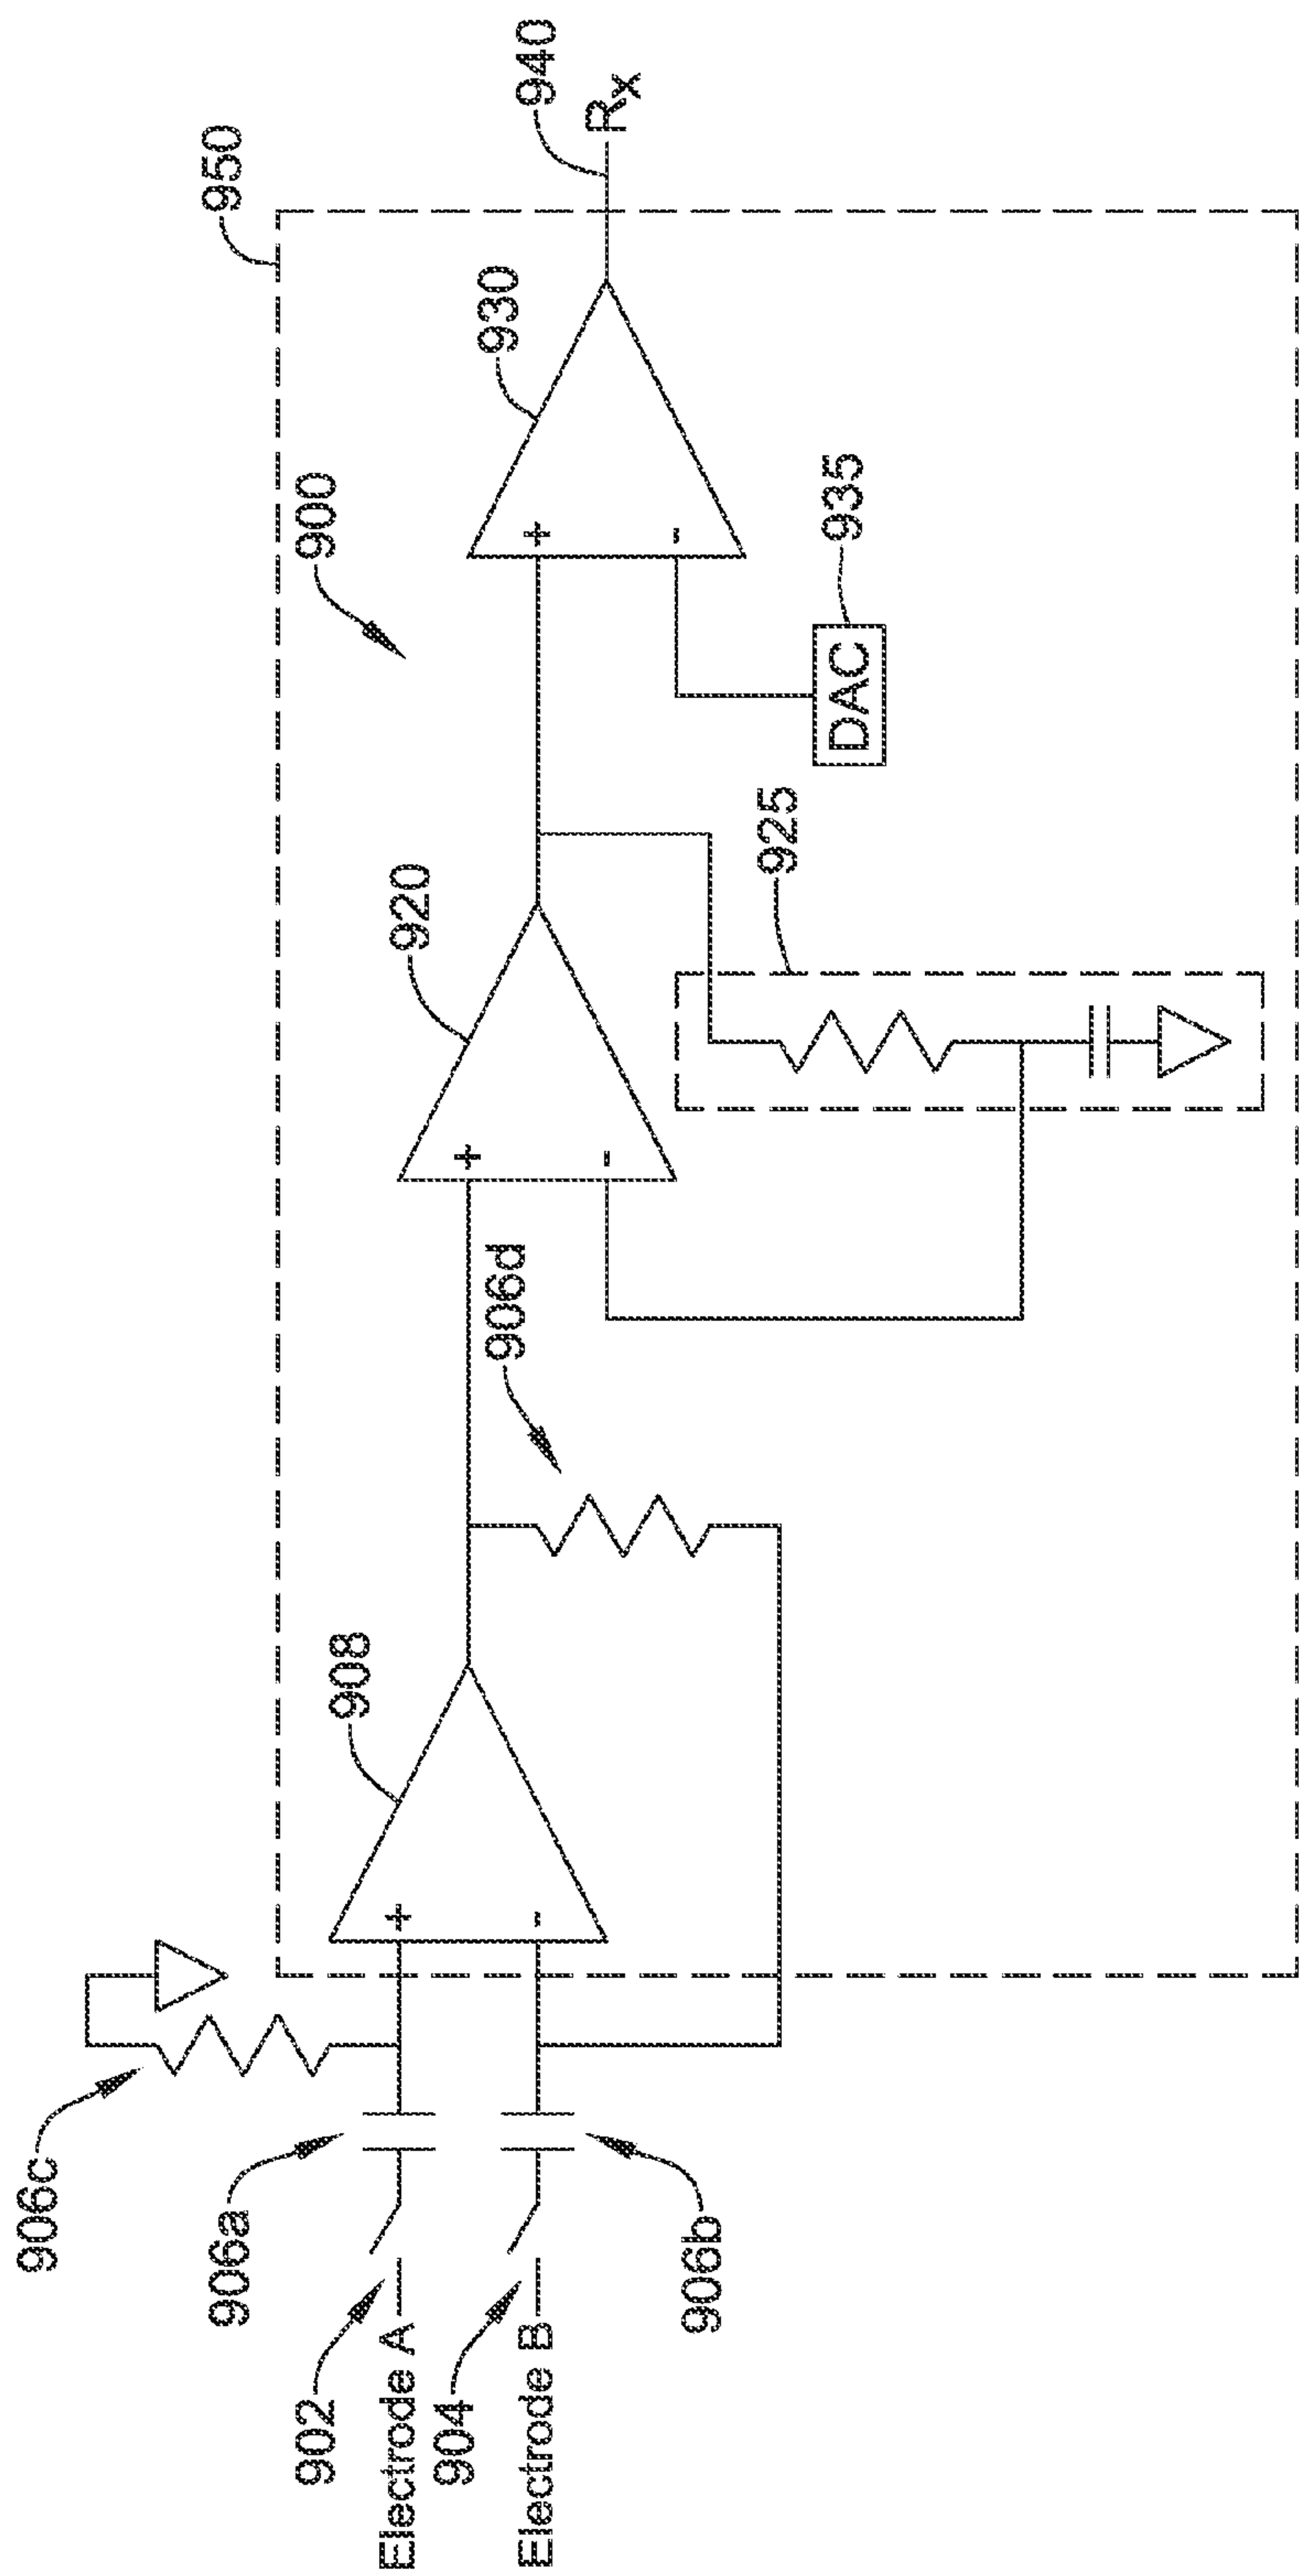 950
940
Rx
930
900
+
-
935
DAC
920
925
+
-
906d
908
+
-
906c
906a
906b
902
Electrode A
904
Electrode B